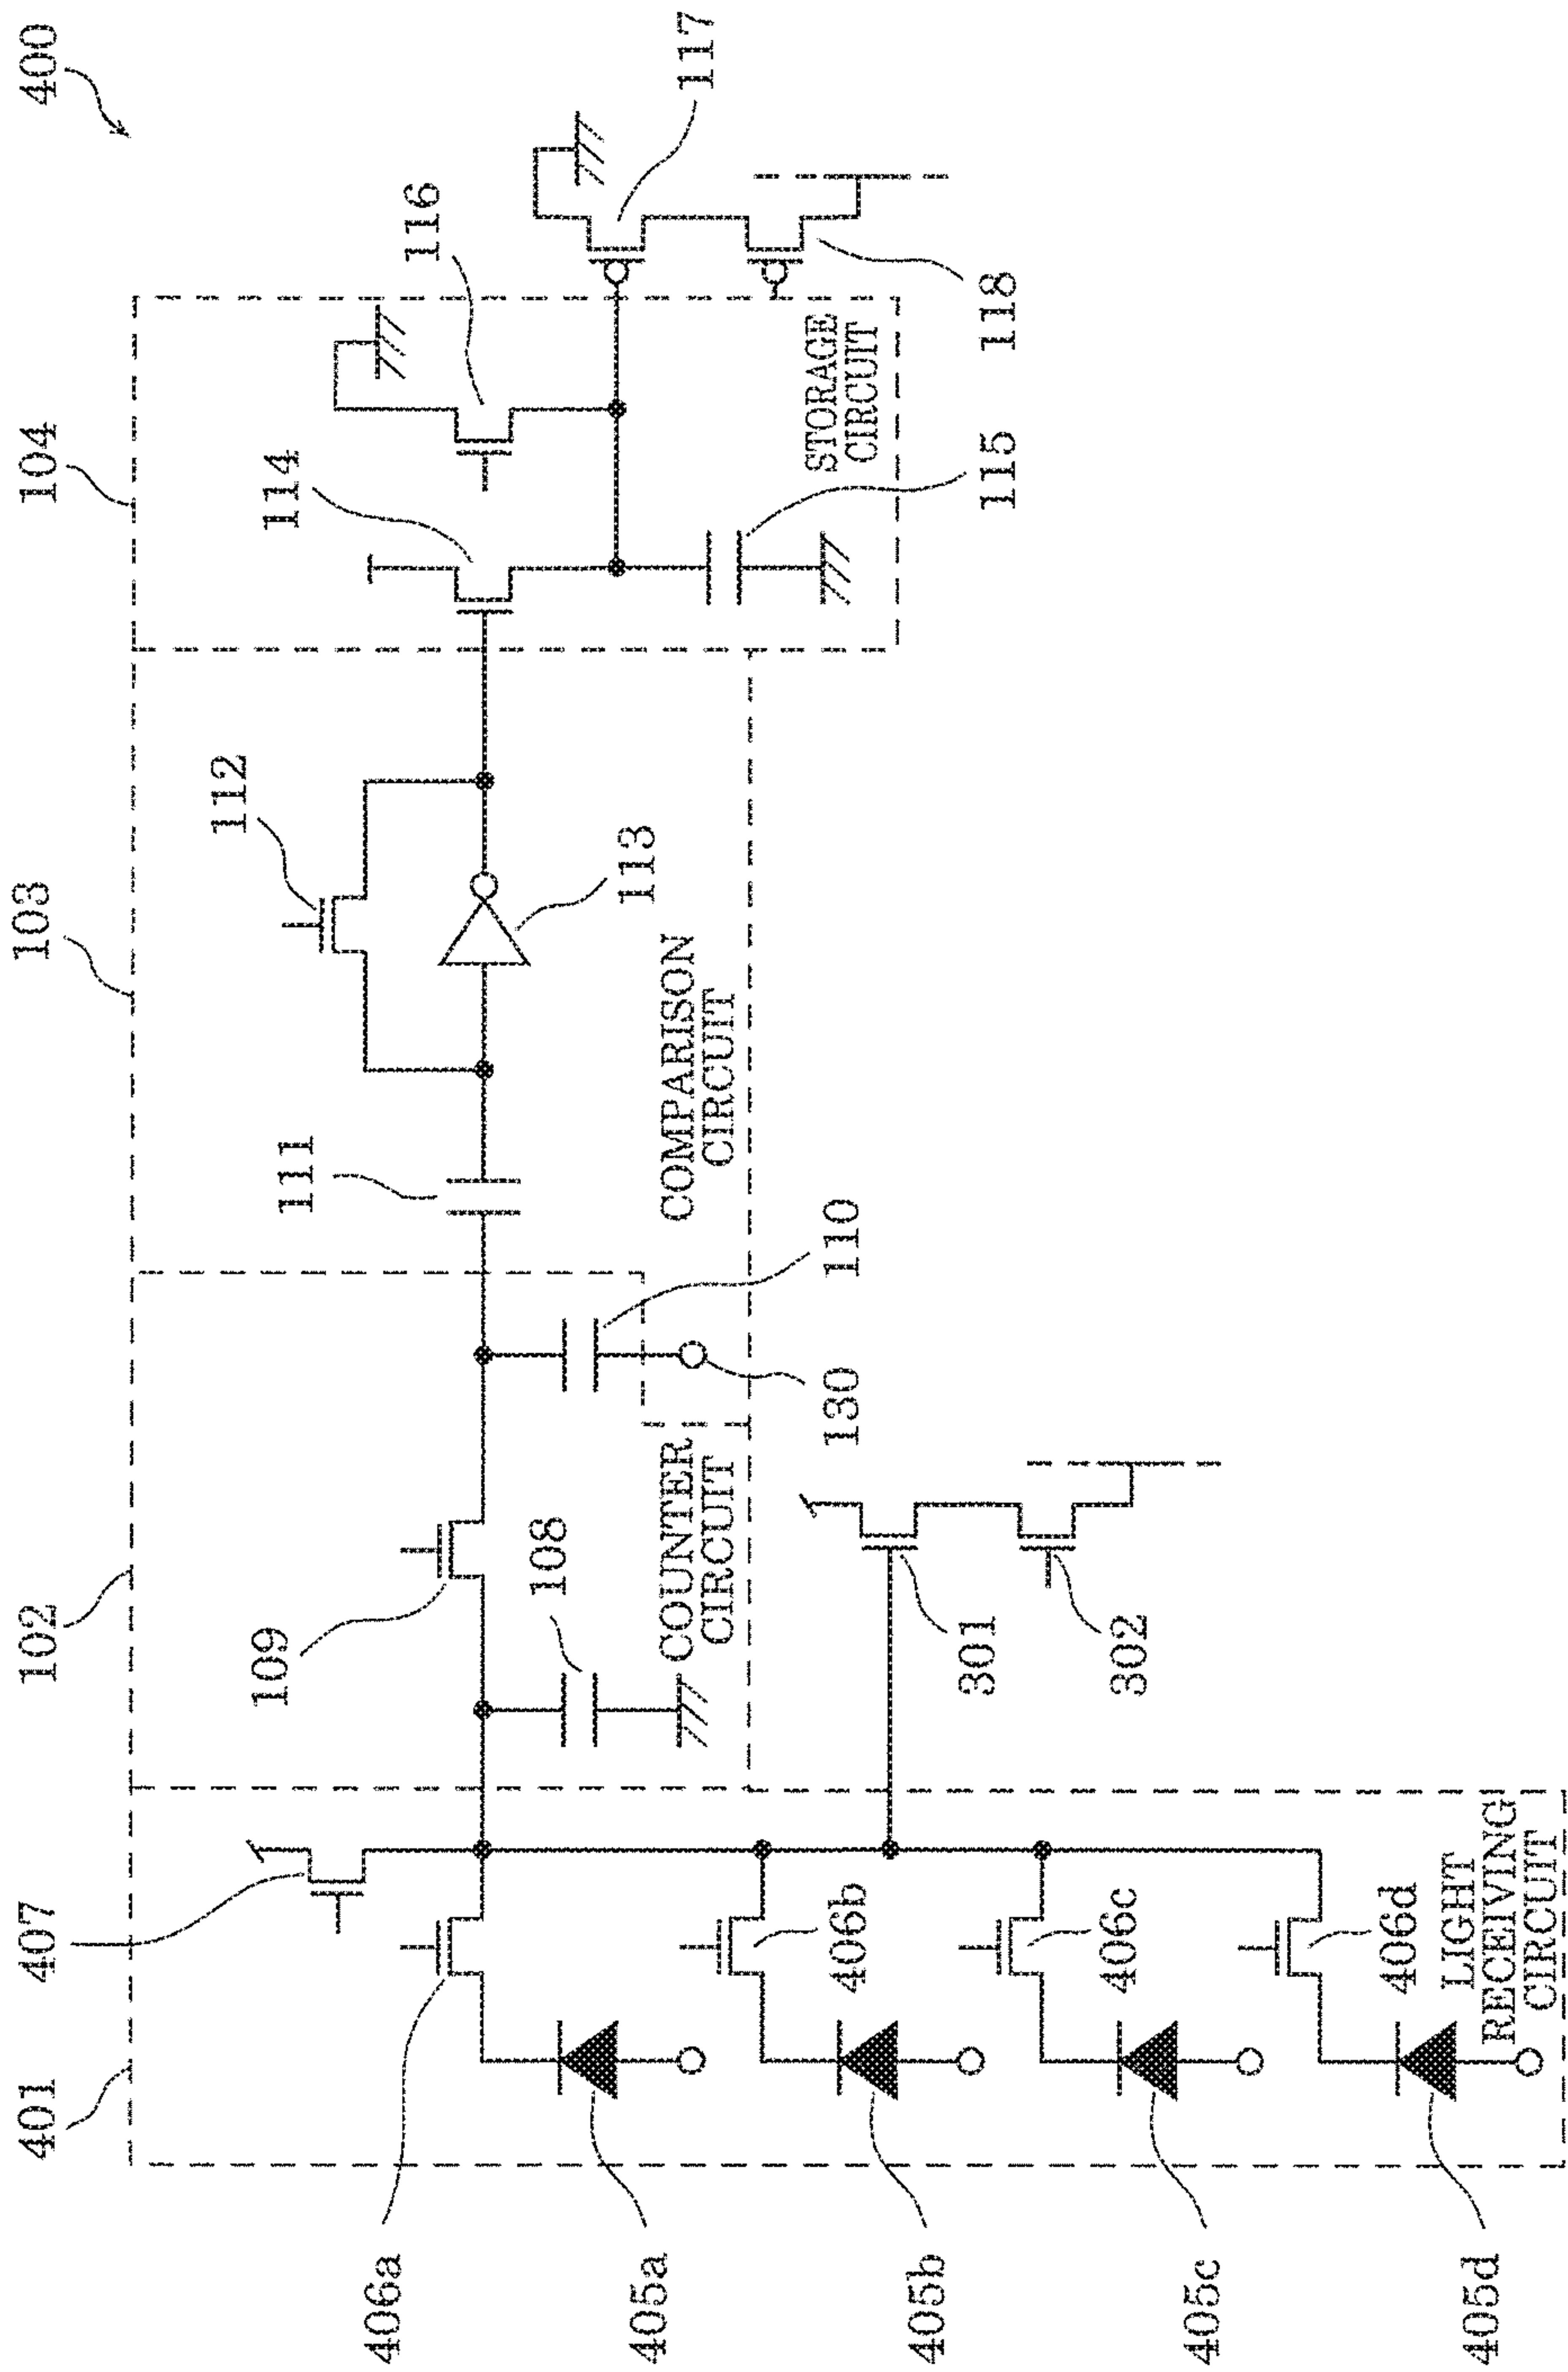 400
401
102
103
104
407
109
108
COUNTER
CIRCUIT
111
112
113
110
130
COMPARISON
CIRCUIT
114
116
115
STORAGE
CIRCUIT
117
118
301
302
406a
405a
406b
405b
406c
405c
406d
405d
LIGHT
RECEIVING
CIRCUIT